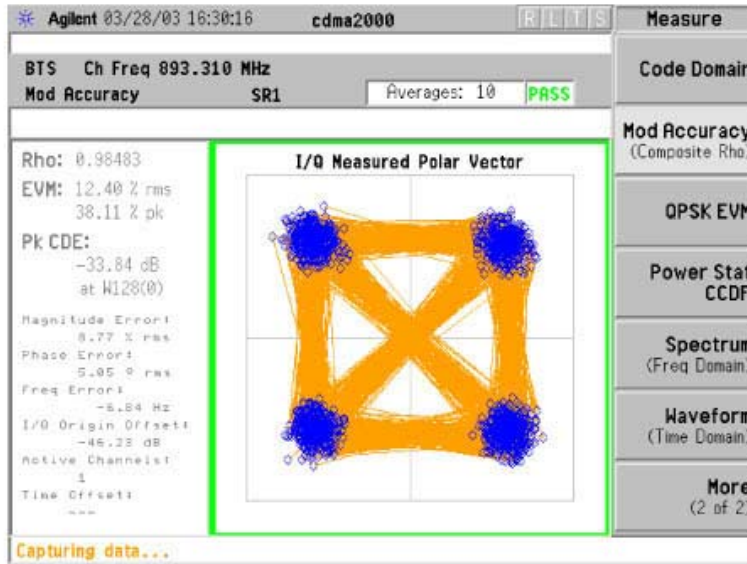 Agilent 03/28/03 16:30:16 cdma2000 R L T S
BTS Ch Freq 893.310 MHz
Mod Accuracy SR1 Averages: 10 PASS
Rho: 0.98483
EVM: 12.40 % rms
38.11 % pk
Pk CDE:
-33.84 dB
at W128(0)
Magnitude Error:
8.77 % rms
Phase Error:
5.05 º rms
Freq Error:
-6.84 Hz
I/Q Origin Offset:
-46.23 dB
Active Channels:
1
Time Offset:
---
I/Q Measured Polar Vector
Capturing data...
Measure
Code Domain
Mod Accuracy
(Composite Rho)
QPSK EVM
Power Stat
CCDF
Spectrum
(Freq Domain)
Waveform
(Time Domain)
More
(2 of 2)